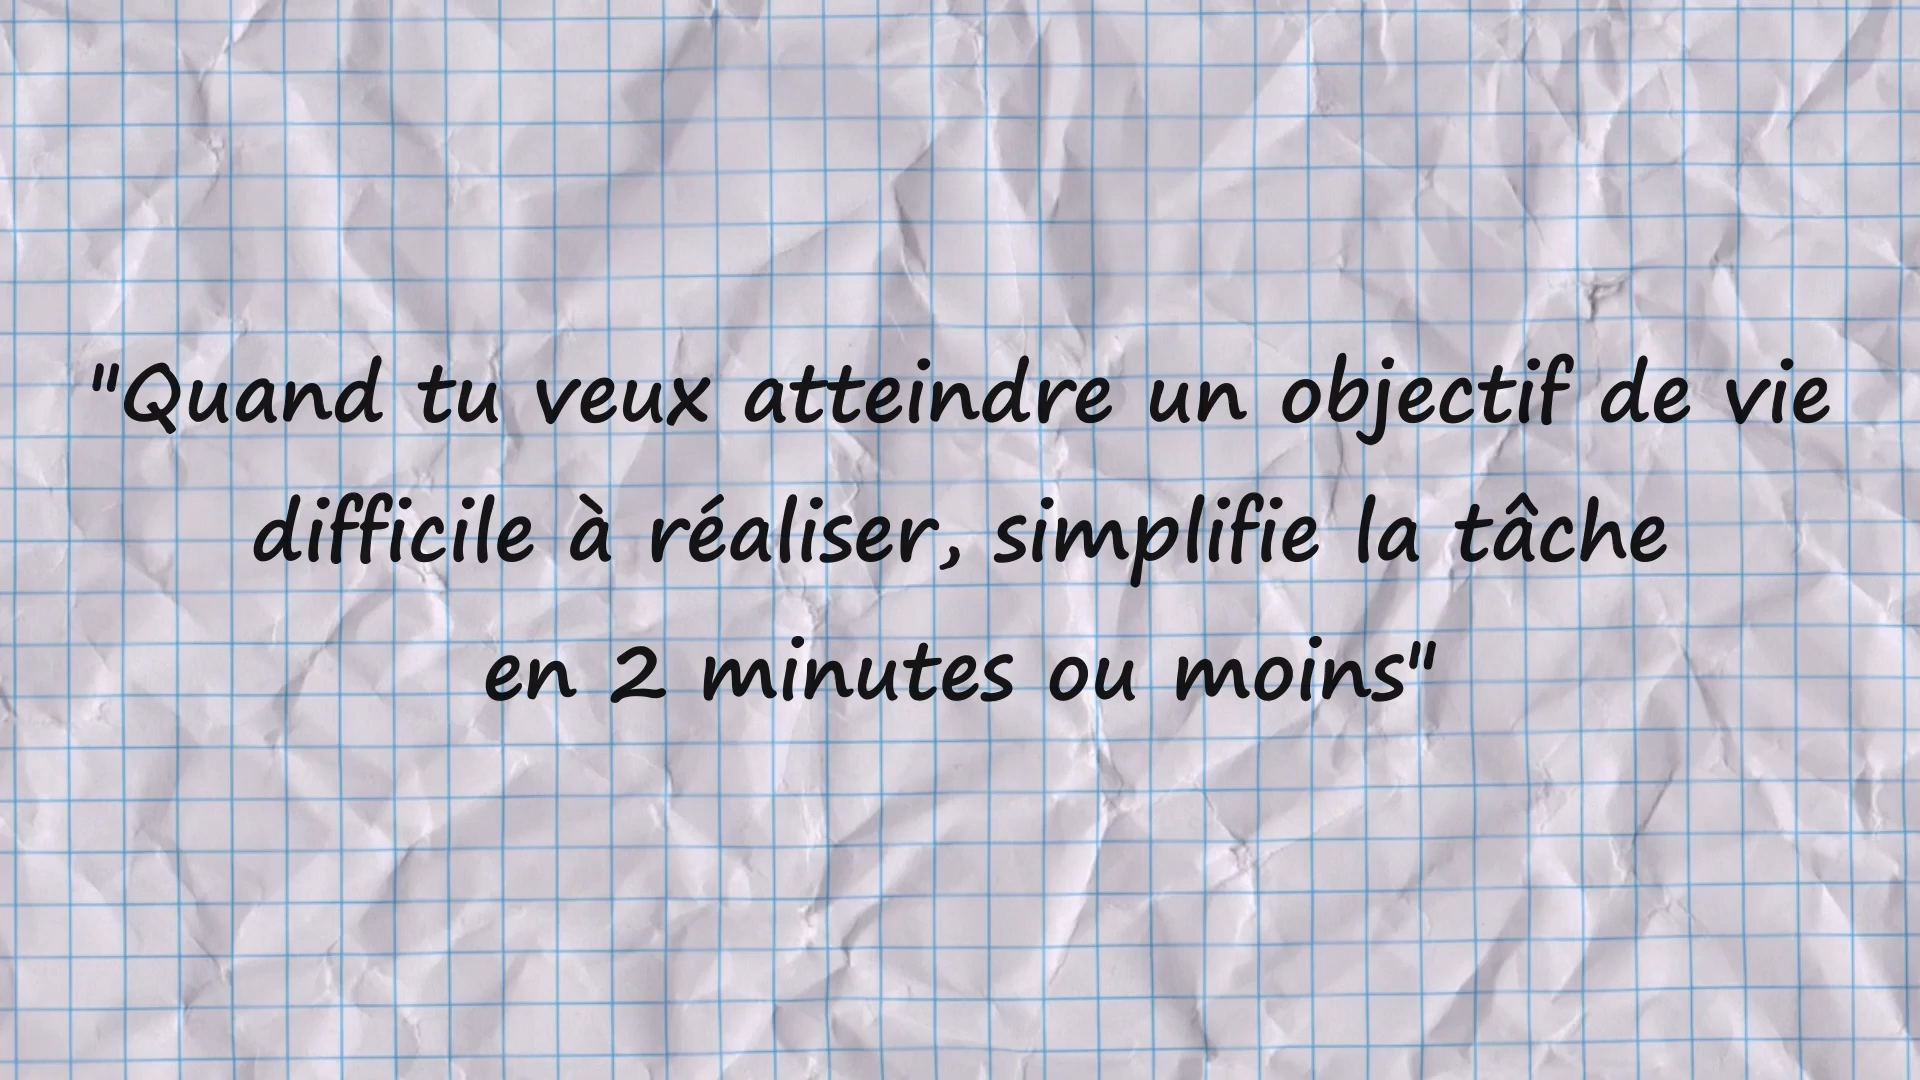 "Quand tu veux atteindre un objectif de vie
difficile à réaliser, simplifie la tâche
en 2 minutes ou moins"